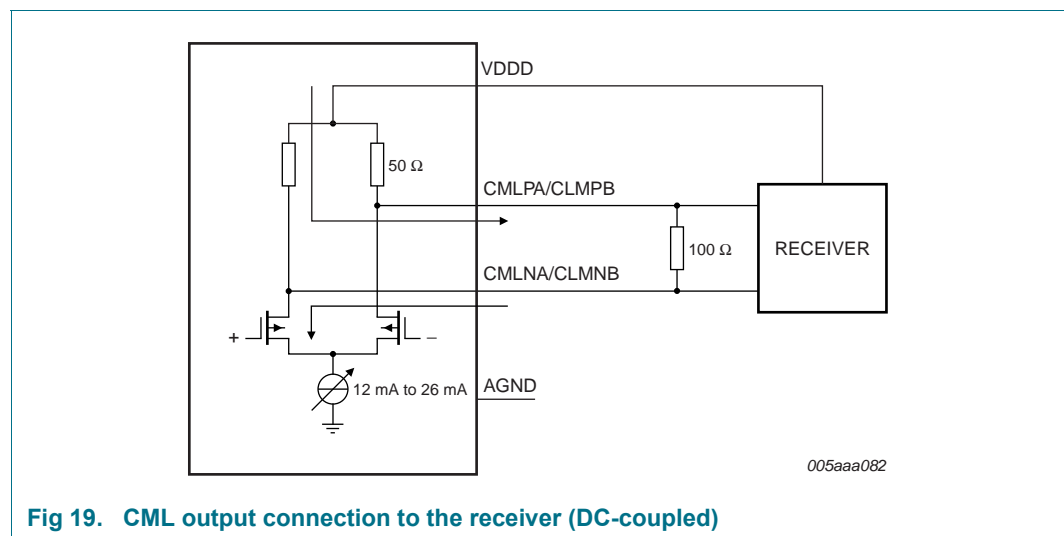 VDDD
50 Ω
CMLPA/CLMPB
100 Ω
RECEIVER
CMLNA/CLMNB
+
−
12 mA to 26 mA
AGND
005aaa082
Fig 19. CML output connection to the receiver (DC-coupled)